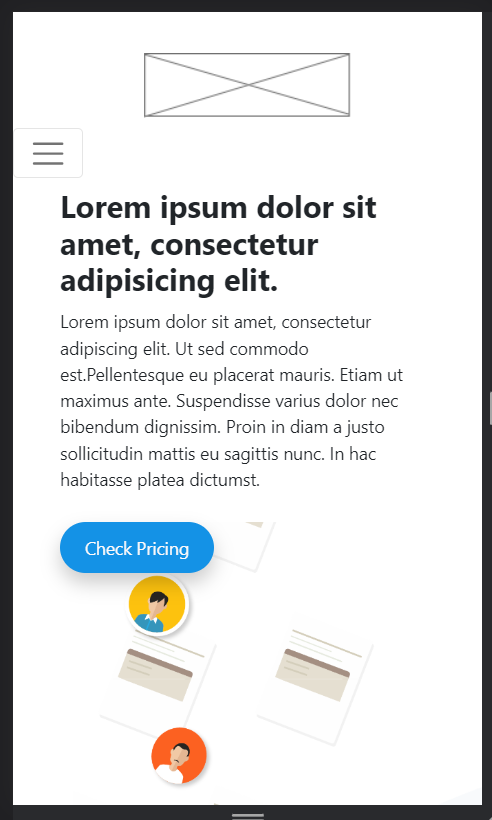 Lorem ipsum dolor sit
amet, consectetur
adipisicing elit.
Lorem ipsum dolor sit amet, consectetur
adipiscing elit. Ut sed commodo
est.Pellentesque eu placerat mauris. Etiam ut
maximus ante. Suspendisse varius dolor nec
bibendum dignissim. Proin in diam a justo
sollicitudin mattis eu sagittis nunc. In hac
habitasse platea dictumst.
Check Pricing